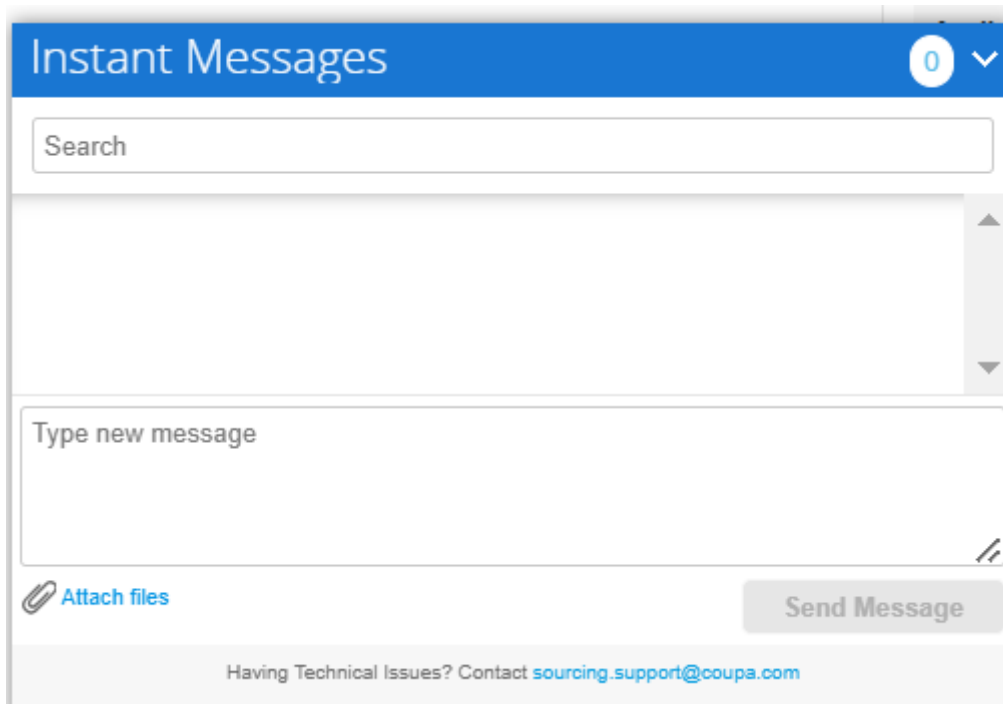 Instant Messages 0
Search
Type new message
Attach files
Send Message
Having Technical Issues? Contact sourcing.support@coupa.com